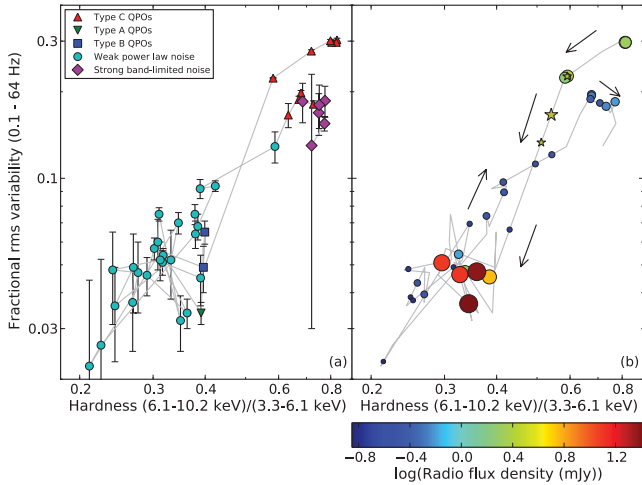 Type C QPOs
Type A QPOs
Type B QPOs
Weak power law noise
Strong band-limited noise
Fractional rms variability (0.1 - 64 Hz)
0.3
0.1
0.03
(a)
0.2 0.3 0.4 0.6 0.8
Hardness (6.1-10.2 keV)/(3.3-6.1 keV)
(b)
0.2 0.3 0.4 0.6 0.8
Hardness (6.1-10.2 keV)/(3.3-6.1 keV)
−0.8 −0.4 0.0 0.4 0.8 1.2
log(Radio flux density (mJy))